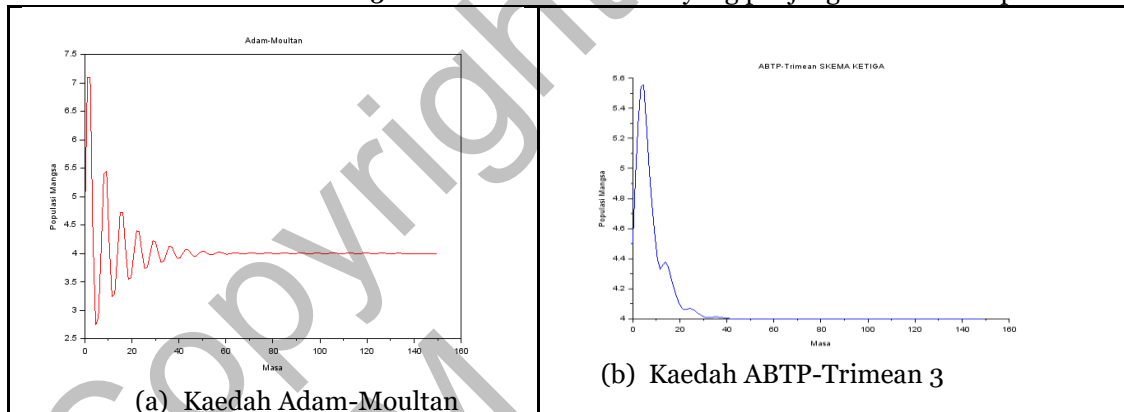 Adam-Moultan
7.5
7
6.5
6
5.5
5
4.5
4
3.5
3
2.5
0 20 40 60 80 100 120 140 160
Populasi Mangsa
Masa
(a) Kaedah Adam-Moultan
ABTP-Trimean SKEMA KETIGA
5.6
5.4
5.2
5
4.8
4.6
4.4
4.2
4
0 20 40 60 80 100 120 140 160
Populasi Mangsa
Masa
(b) Kaedah ABTP-Trimean 3
Copyright